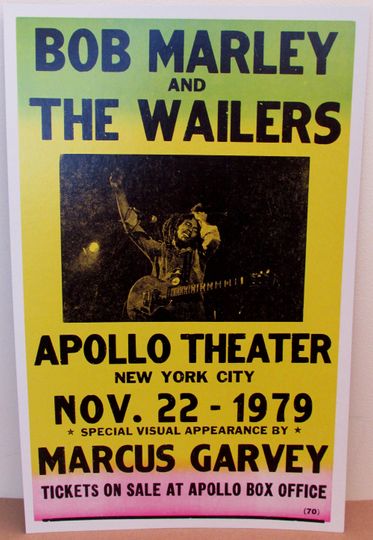 BOB MARLEY
AND
THE WAILERS
APOLLO THEATER
NEW YORK CITY
NOV. 22 - 1979
★ SPECIAL VISUAL APPEARANCE BY ★
MARCUS GARVEY
TICKETS ON SALE AT APOLLO BOX OFFICE
(70)